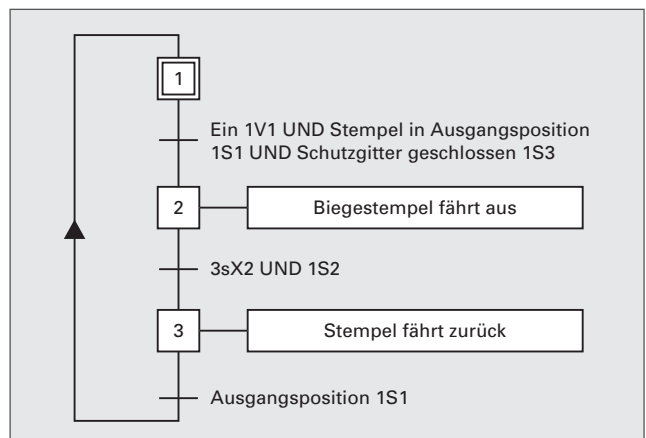 1
Ein 1V1 UND Stempel in Ausgangsposition
1S1 UND Schutzgitter geschlossen 1S3
2 Biegestempel fährt aus
3sX2 UND 1S2
3 Stempel fährt zurück
Ausgangsposition 1S1